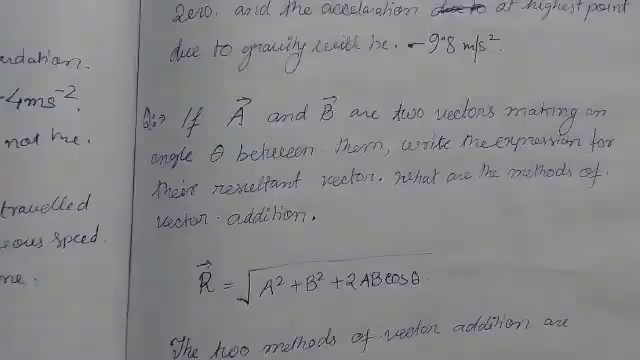 Zero. and the acceleration at highest point
due to gravity will be. -9.8 m/s²
rdation.
-4ms⁻².
not be.
travelled
eous speed.
me.
Q:→ If A⃗ and B⃗ are two vectors making an
angle θ between them, write the expression for
their resultant vector. What are the methods of
vector addition.
R⃗ = √A² + B² + 2AB cosθ.
The two methods of vector addition are